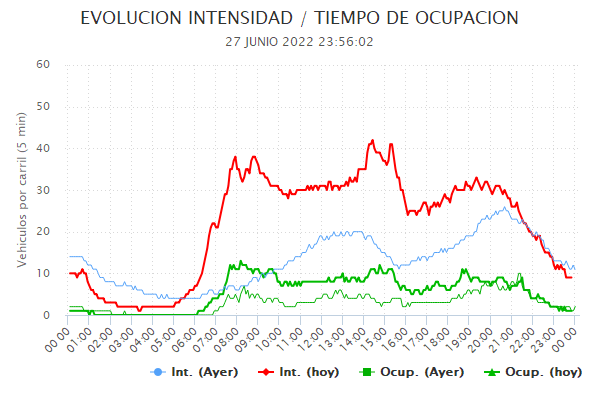 EVOLUCION INTENSIDAD / TIEMPO DE OCUPACION
27 JUNIO 2022 23:56:02
Vehiculos por carril (5 min)
60
50
40
30
20
10
0
00:00 01:00 02:00 03:00 04:00 05:00 06:00 07:00 08:00 09:00 10:00 11:00 12:00 13:00 14:00 15:00 16:00 17:00 18:00 19:00 20:00 21:00 22:00 23:00 00:00
Int. (Ayer) Int. (hoy) Ocup. (Ayer) Ocup. (hoy)